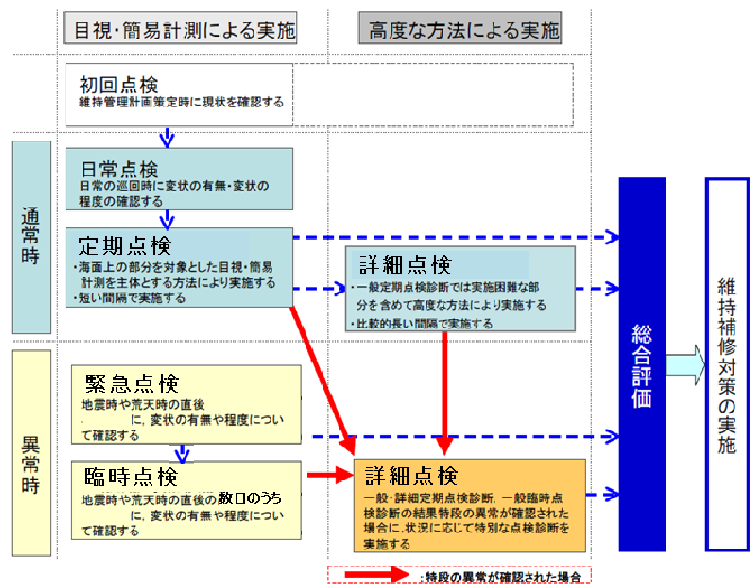 目視・簡易計測による実施
高度な方法による実施
初回点検
維持管理計画策定時に現状を確認する
通常時
日常点検
日常の巡回時に変状の有無・変状の
程度の確認する
定期点検
・海面上の部分を対象とした目視・簡易
計測を主体とする方法により実施する
・短い間隔で実施する
詳細点検
・一般定期点検診断では実施困難な部
分を含めて高度な方法により実施する
・比較的長い間隔で実施する
異常時
緊急点検
地震時や荒天時の直後
に、変状の有無や程度につい
て確認する
臨時点検
地震時や荒天時の直後の数口のうち
に、変状の有無や程度につい
て確認する
詳細点検
一般・詳細定期点検診断、一般臨時点
検診断の結果特段の異常が確認された
場合に、状況に応じて特別な点検診断を
実施する
総合評価
維持補修対策の実施
:特段の異常が確認された場合